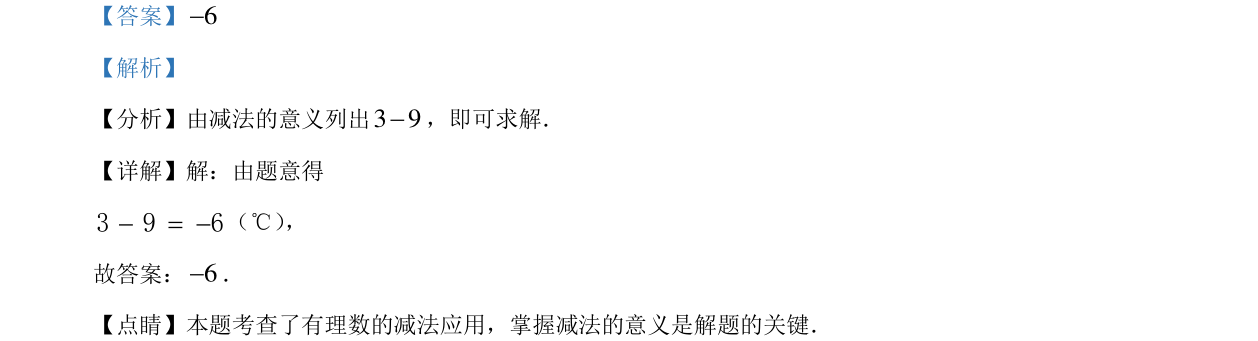 【答案】−6
【解析】
【分析】由减法的意义列出3−9，即可求解．
【详解】解：由题意得
3 − 9 = −6（℃），
故答案：−6．
【点睛】本题考查了有理数的减法应用，掌握减法的意义是解题的关键．